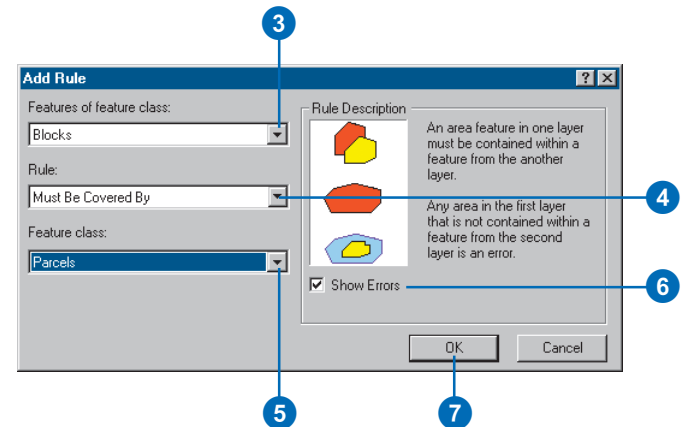 3
Add Rule
Features of feature class:
Blocks
Rule:
Must Be Covered By
Feature class:
Parcels
Rule Description
An area feature in one layer
must be contained within a
feature from the another
layer.
Any area in the first layer
that is not contained within a
feature from the second
layer is an error.
Show Errors
OK
Cancel
4
6
5
7